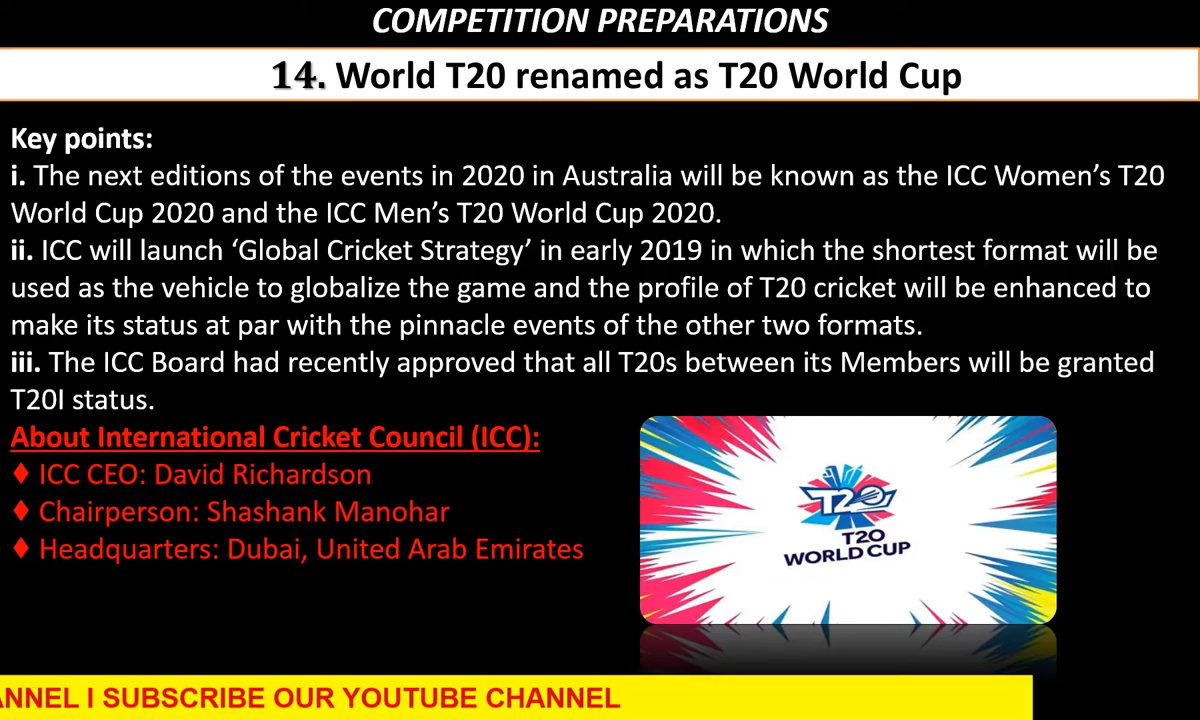 COMPETITION PREPARATIONS
14. World T20 renamed as T20 World Cup
Key points:
i. The next editions of the events in 2020 in Australia will be known as the ICC Women’s T20
World Cup 2020 and the ICC Men’s T20 World Cup 2020.
ii. ICC will launch ‘Global Cricket Strategy’ in early 2019 in which the shortest format will be
used as the vehicle to globalize the game and the profile of T20 cricket will be enhanced to
make its status at par with the pinnacle events of the other two formats.
iii. The ICC Board had recently approved that all T20s between its Members will be granted
T20I status.
About International Cricket Council (ICC):
♦ ICC CEO: David Richardson
♦ Chairperson: Shashank Manohar
♦ Headquarters: Dubai, United Arab Emirates
T20
T20
WORLD CUP
ANNEL I SUBSCRIBE OUR YOUTUBE CHANNEL